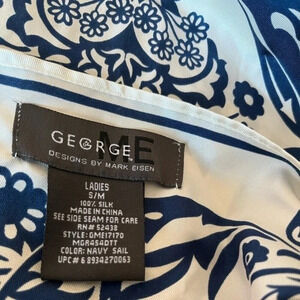 GEORGE ME
DESIGNS BY MARK EISEN
LADIES
S/M
100% SILK
MADE IN CHINA
SEE SIDE SEAM FOR CARE
RN# 52438
STYLE: GME17170
MGR454DTT
COLOR: NAVY SAIL
UPC# 6 8934270063